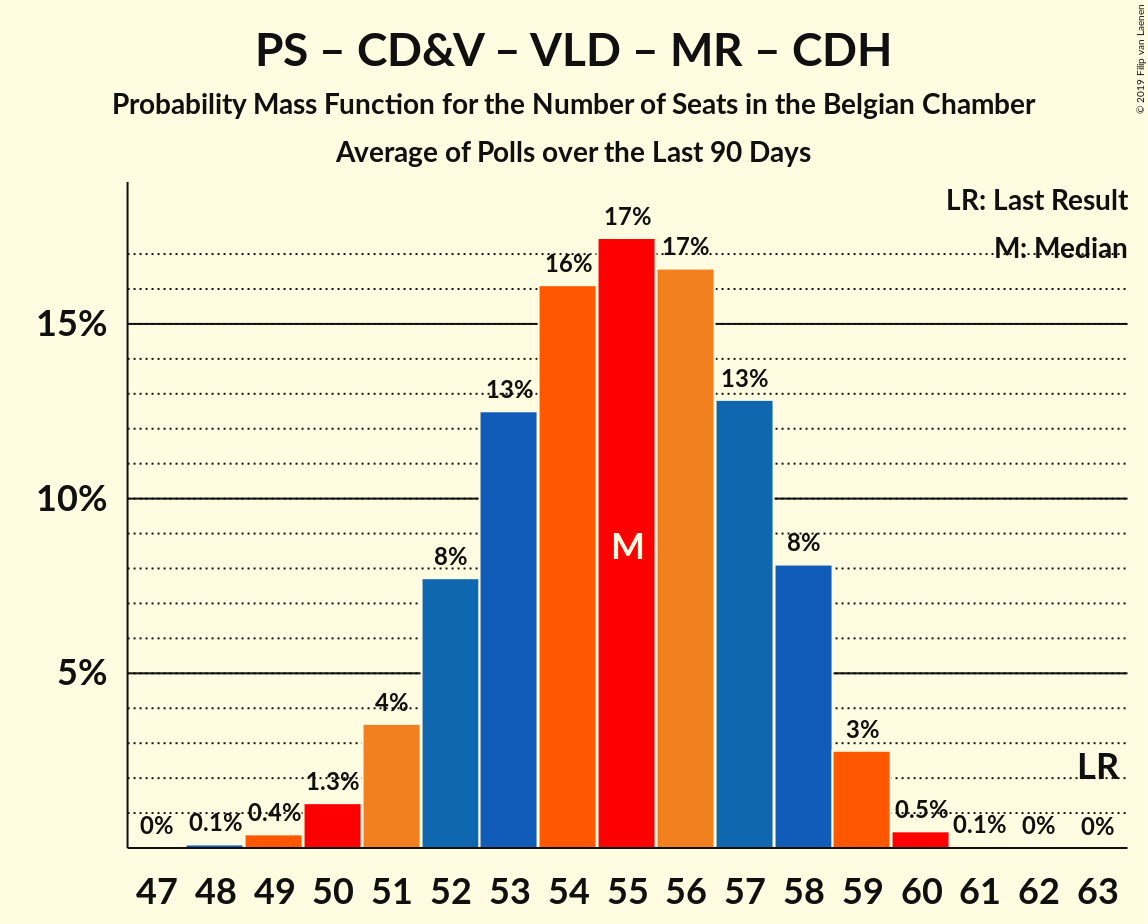 PS – CD&V – VLD – MR – CDH
Probability Mass Function for the Number of Seats in the Belgian Chamber
Average of Polls over the Last 90 Days
© 2019 Filip van Laenen
LR: Last Result
M: Median
17%
17%
16%
15%
13%
13%
10%
M
8%
8%
5%
4%
3%
LR
1.3%
0% 0.1% 0.4% 0.5% 0.1% 0% 0%
47 48 49 50 51 52 53 54 55 56 57 58 59 60 61 62 63